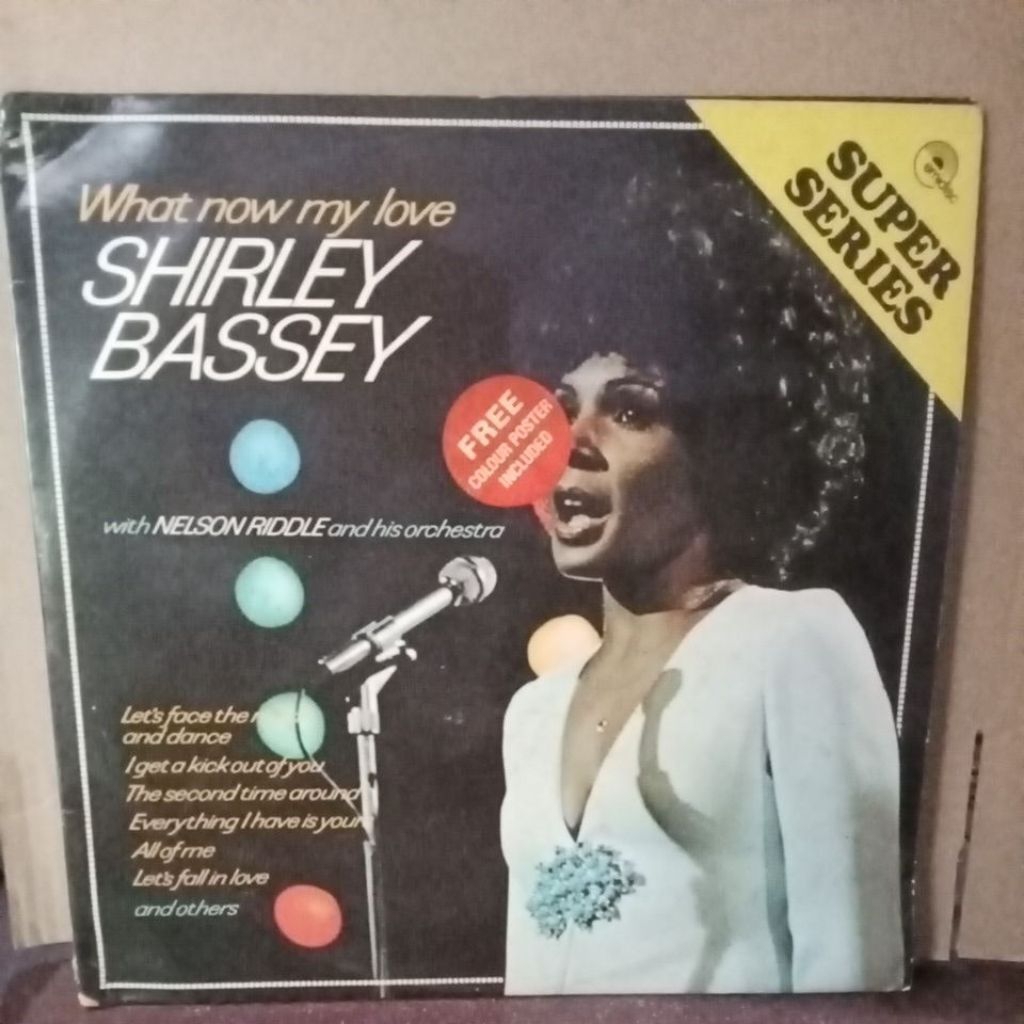 What now my love
SHIRLEY
BASSEY
SUPER
SERIES
FREE
COLOUR POSTER
INCLUDED
with NELSON RIDDLE and his orchestra
Let's face the
and dance
I get a kick out of you
The second time around
Everything I have is your
All of me
Let's fall in love
and others